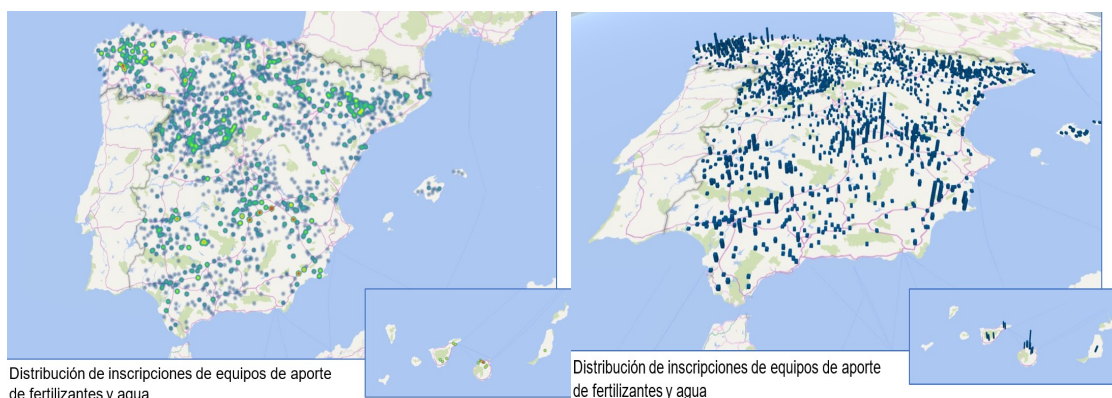 Distribución de inscripciones de equipos de aporte
de fertilizantes y agua
Distribución de inscripciones de equipos de aporte
de fertilizantes y agua